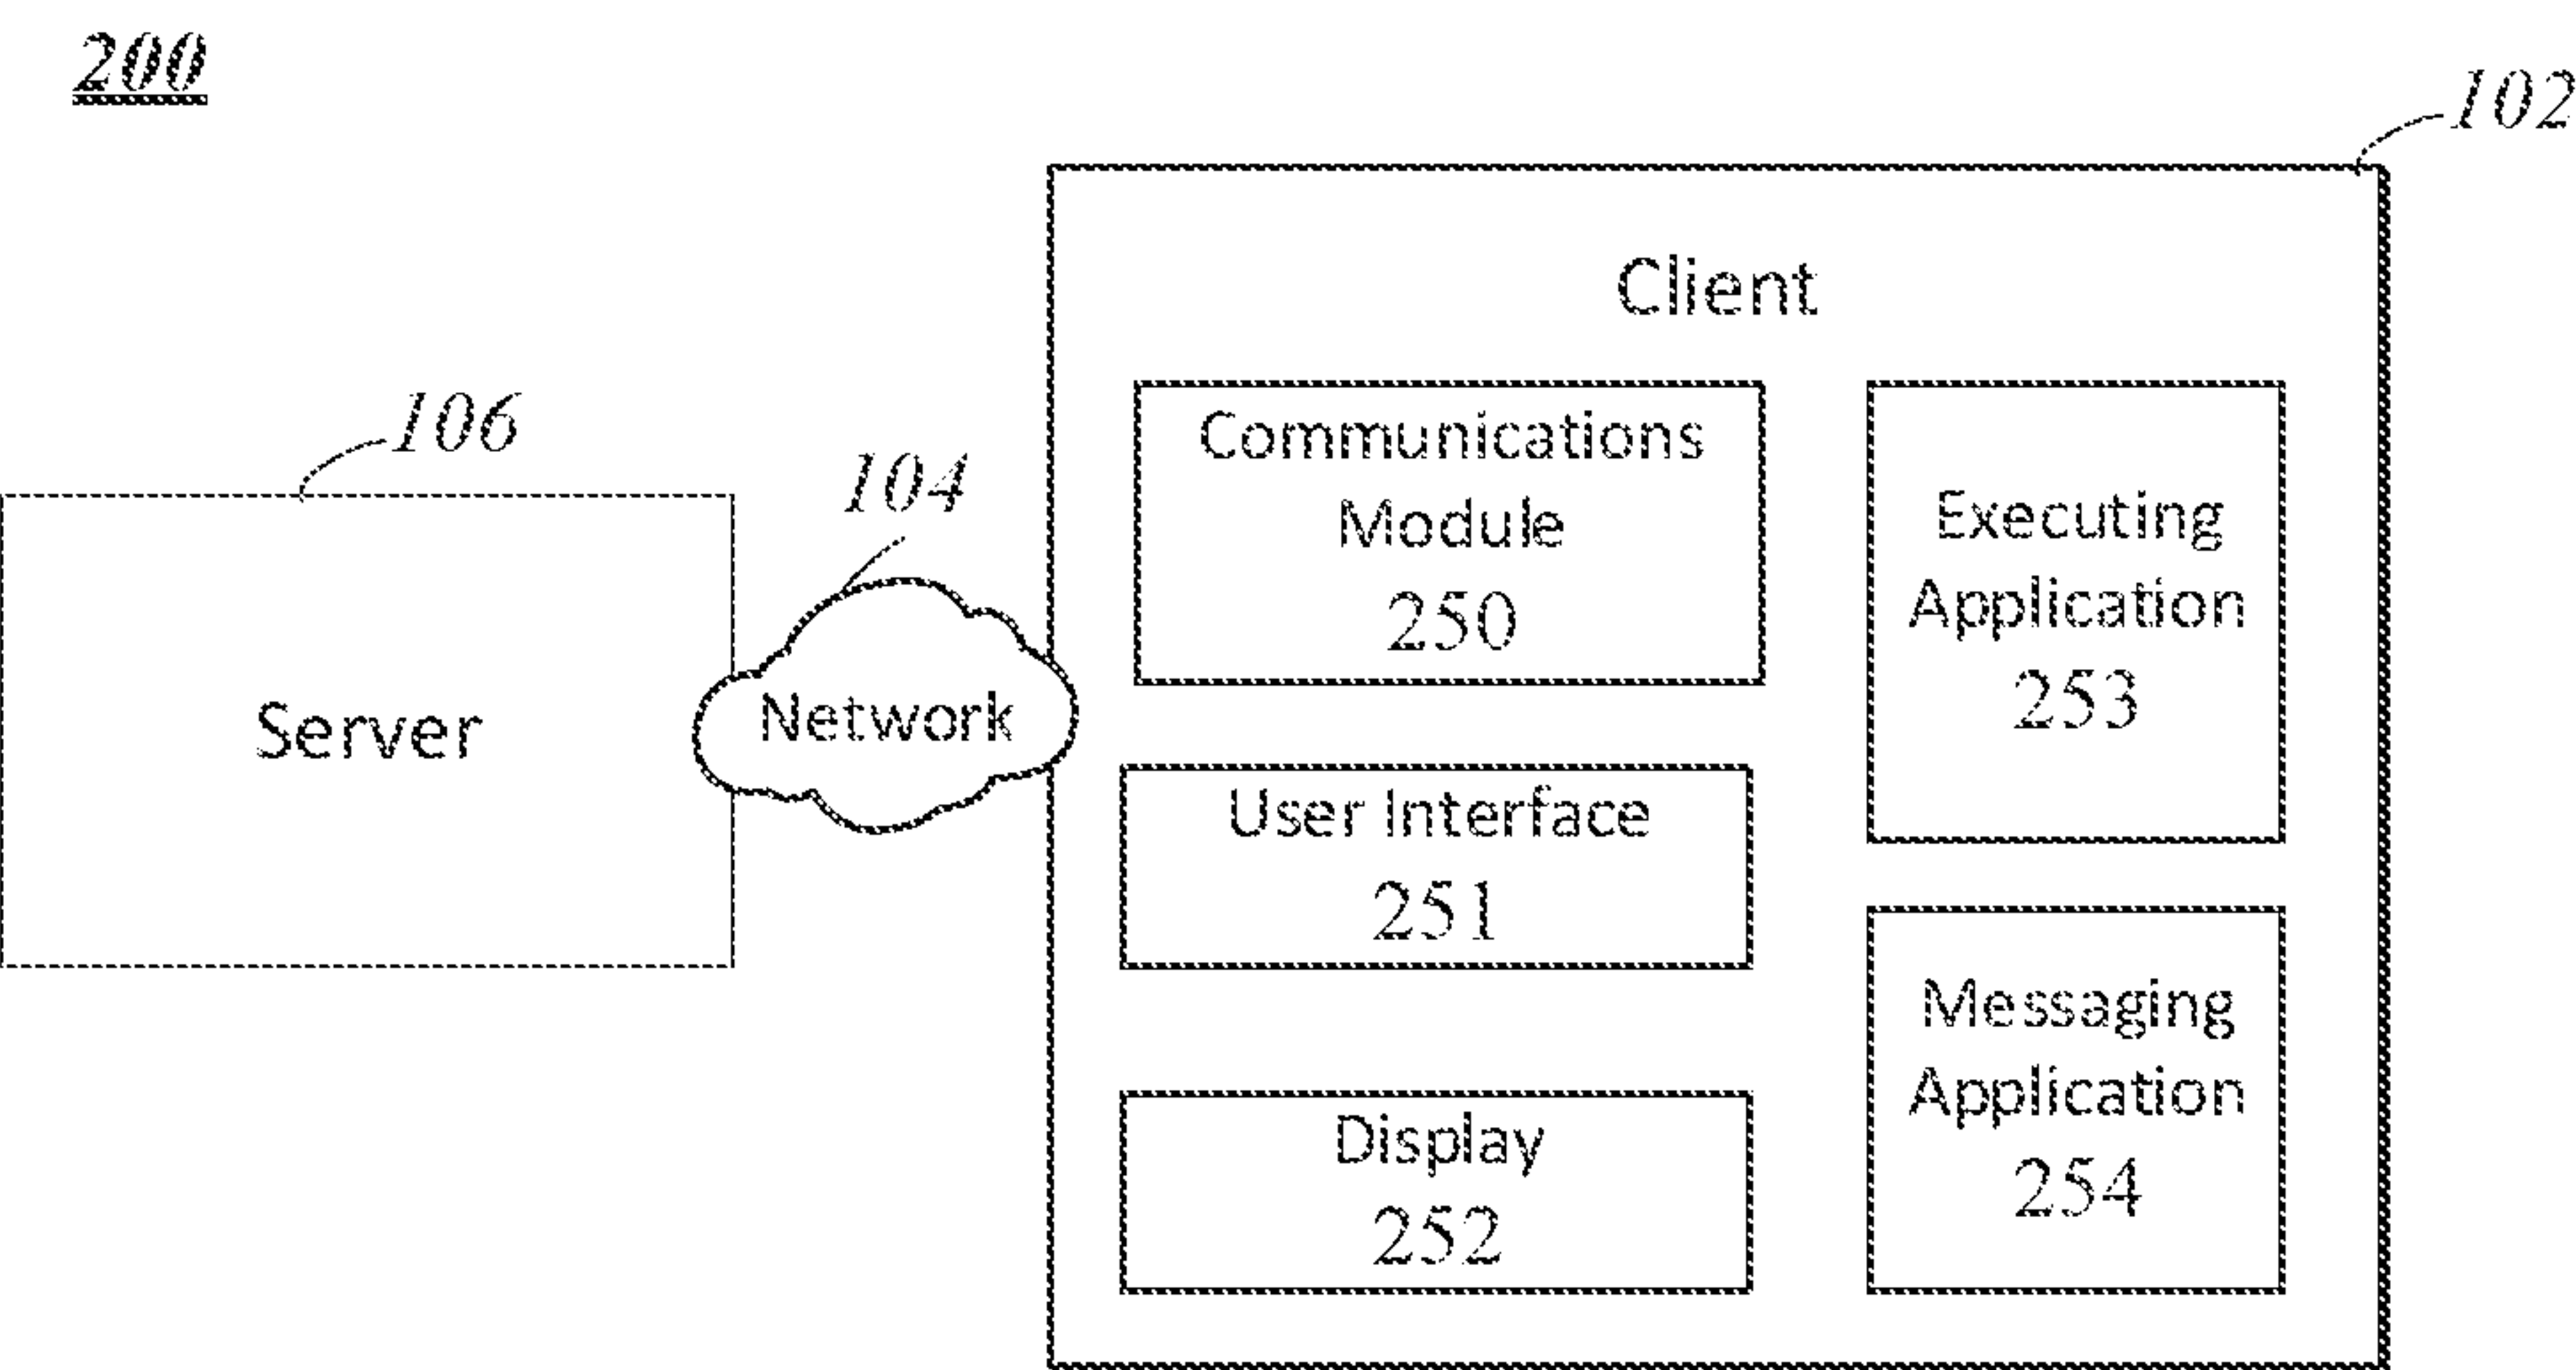 200
102
Client
106
104
Server
Network
Communications
Module
250
User Interface
251
Display
252
Executing
Application
253
Messaging
Application
254